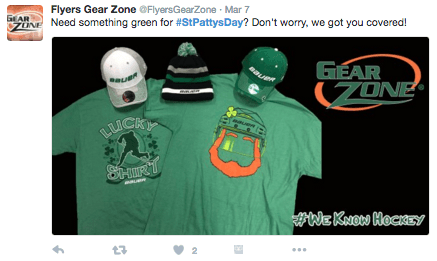 GEAR
ZONE
Flyers Gear Zone @FlyersGearZone · Mar 7
Need something green for #StPattysDay? Don't worry, we got you covered!
BAUER
BAUER
BAUER
GEAR
ZONE®
LUCKY
SHIRT
BAUER
#WE KNOW HOCKEY
2